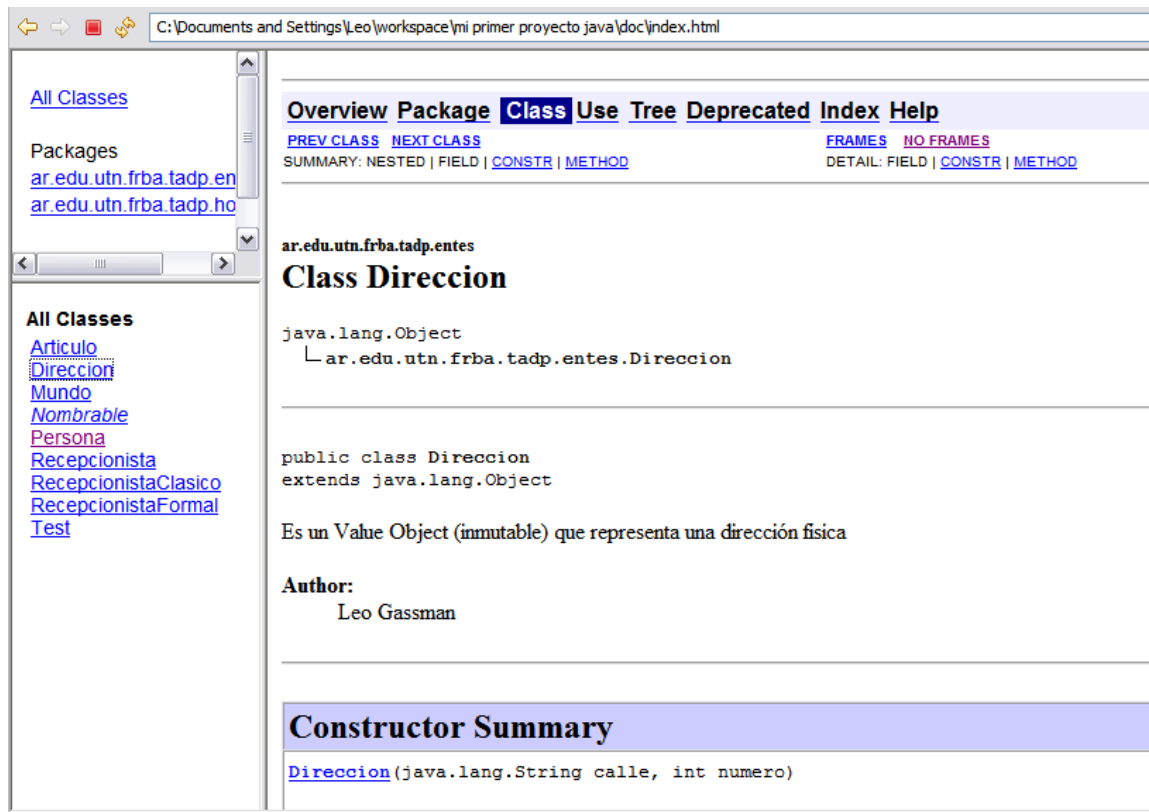 C:\Documents and Settings\Leo\workspace\mi primer proyecto java\doc\index.html
All Classes
Packages
ar.edu.utn.frba.tadp.en
ar.edu.utn.frba.tadp.ho
All Classes
Articulo
Direccion
Mundo
Nombrable
Persona
Recepcionista
RecepcionistaClasico
RecepcionistaFormal
Test
Overview Package Class Use Tree Deprecated Index Help
PREV CLASS NEXT CLASS FRAMES NO FRAMES
SUMMARY: NESTED | FIELD | CONSTR | METHOD DETAIL: FIELD | CONSTR | METHOD
ar.edu.utn.frba.tadp.entes
Class Direccion
java.lang.Object
ar.edu.utn.frba.tadp.entes.Direccion
public class Direccion
extends java.lang.Object
Es un Value Object (inmutable) que representa una dirección física
Author:
Leo Gassman
Constructor Summary
Direccion(java.lang.String calle, int numero)